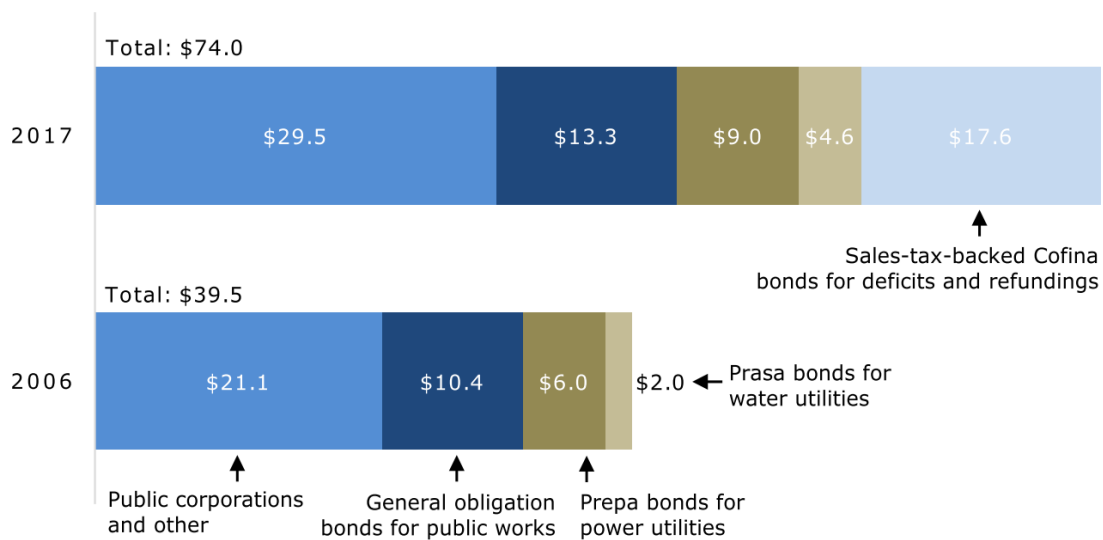 Total: $74.0
2017
$29.5
$13.3
$9.0
$4.6
$17.6
Sales-tax-backed Cofina
bonds for deficits and refundings
Total: $39.5
2006
$21.1
$10.4
$6.0
$2.0
Prasa bonds for
water utilities
Public corporations
and other
General obligation
bonds for public works
Prepa bonds for
power utilities